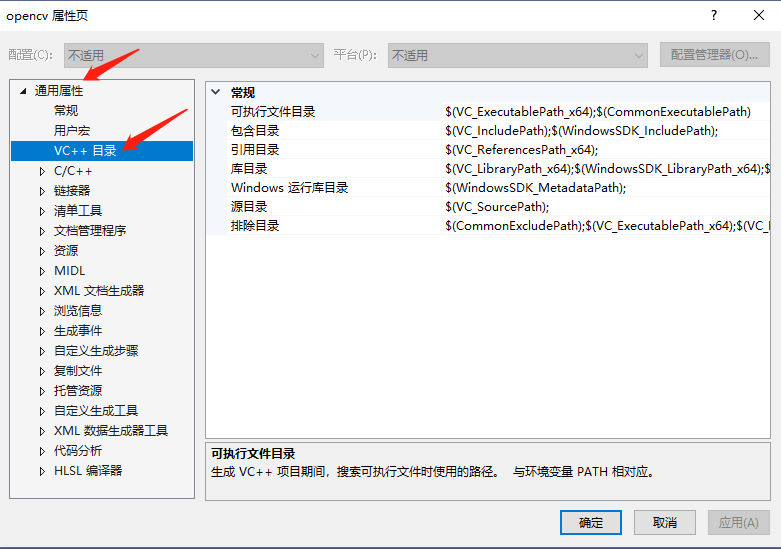 opencv 属性页
配置(C): 不适用 平台(P): 不适用 配置管理器(O)...
通用属性
常规
用户宏
VC++ 目录
C/C++
链接器
清单工具
文档管理程序
资源
MIDL
XML 文档生成器
浏览信息
生成事件
自定义生成步骤
复制文件
托管资源
自定义生成工具
XML 数据生成器工具
代码分析
HLSL 编译器
常规
可执行文件目录 $(VC_ExecutablePath_x64);$(CommonExecutablePath)
包含目录 $(VC_IncludePath);$(WindowsSDK_IncludePath);
引用目录 $(VC_ReferencesPath_x64);
库目录 $(VC_LibraryPath_x64);$(WindowsSDK_LibraryPath_x64);$
Windows 运行库目录 $(WindowsSDK_MetadataPath);
源目录 $(VC_SourcePath);
排除目录 $(CommonExcludePath);$(VC_ExecutablePath_x64);$(VC_
可执行文件目录
生成 VC++ 项目期间，搜索可执行文件时使用的路径。 与环境变量 PATH 相对应。
确定 取消 应用(A)